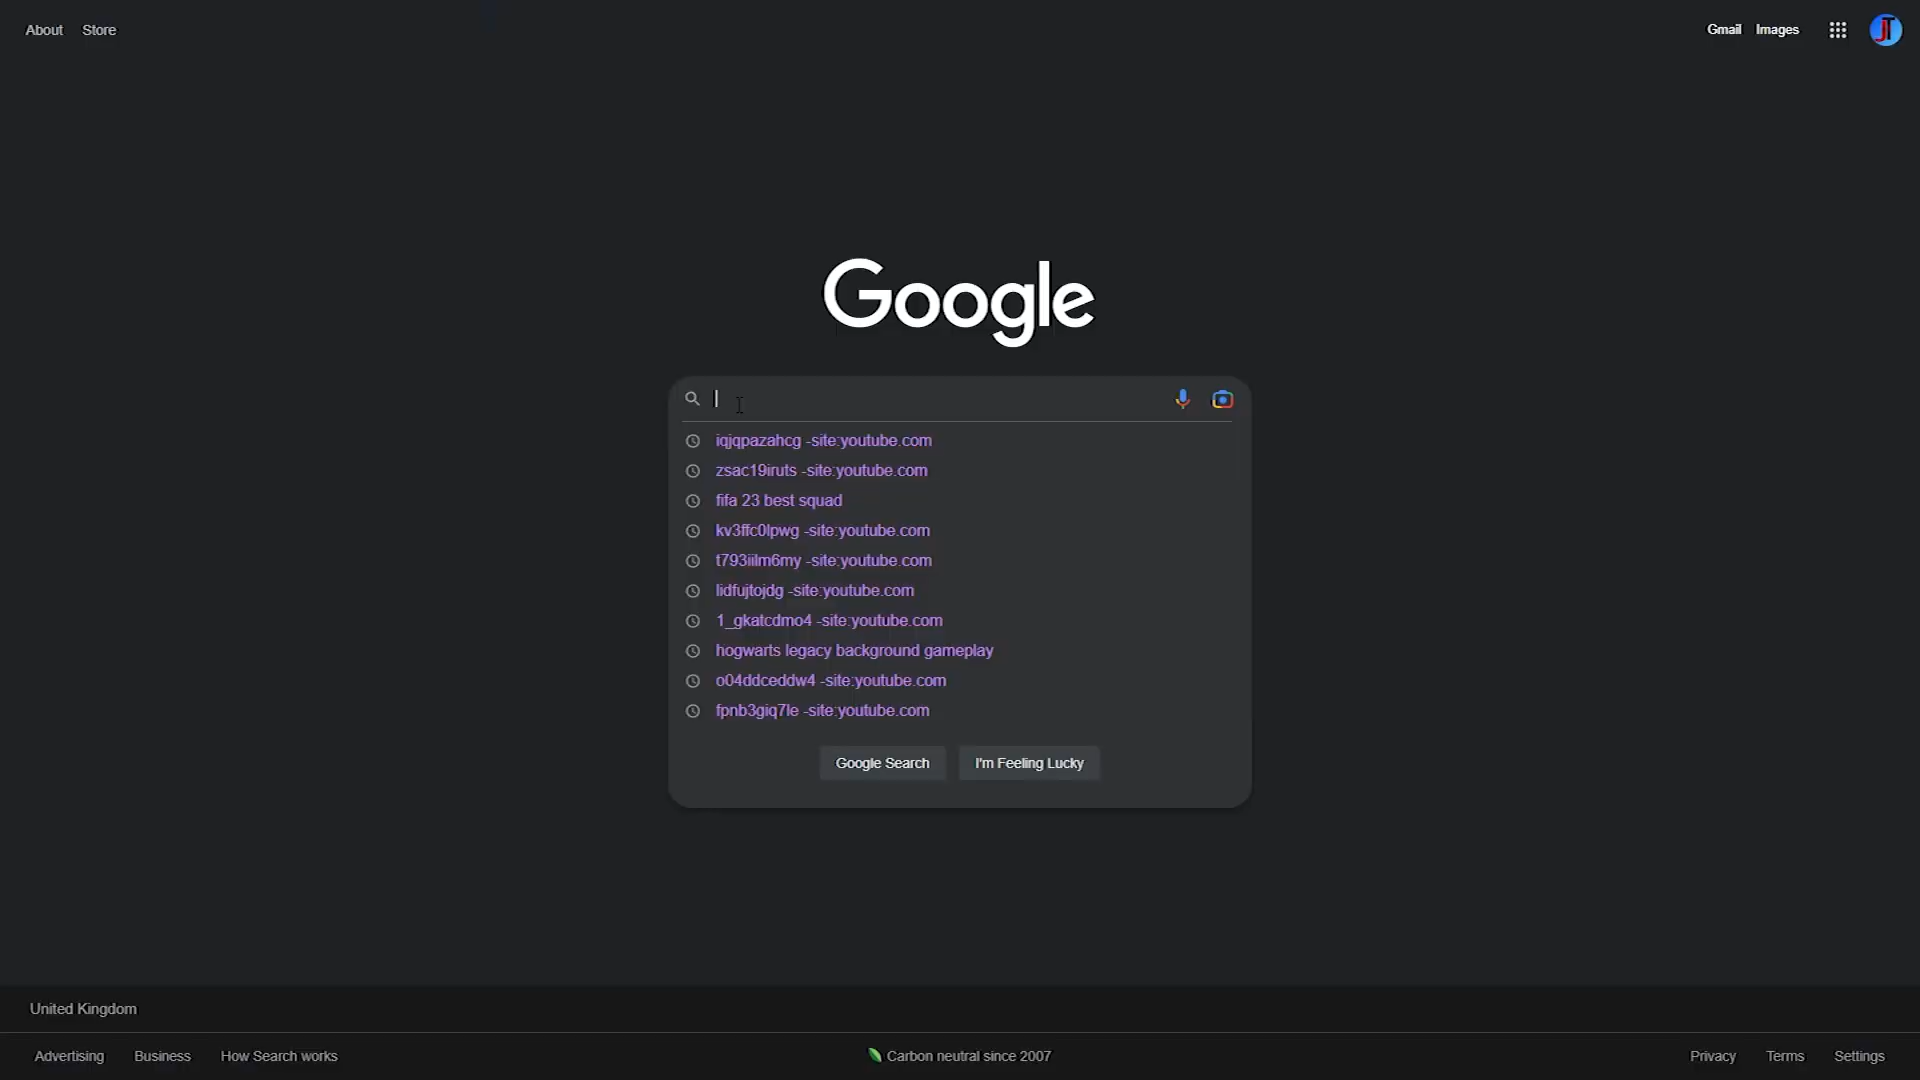 About Store
Gmail Images
JT
Google
iqjqpazahcg -site:youtube.com
zsac19iruts -site:youtube.com
fifa 23 best squad
kv3ffc0lpwg -site:youtube.com
t793iilm6my -site:youtube.com
lidfujtojdg -site:youtube.com
1_gkatcdmo4 -site:youtube.com
hogwarts legacy background gameplay
o04ddceddw4 -site:youtube.com
fpnb3giq7le -site:youtube.com
Google Search I'm Feeling Lucky
United Kingdom
Advertising Business How Search works Carbon neutral since 2007 Privacy Terms Settings